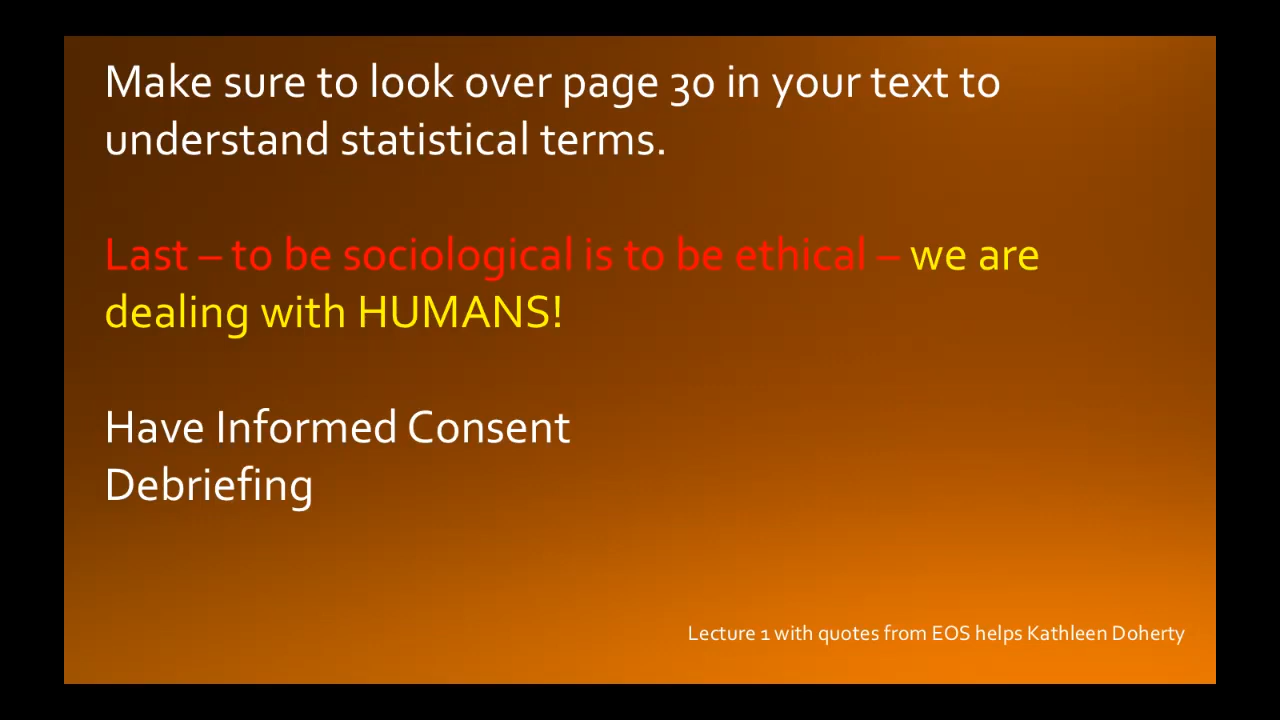 Make sure to look over page 30 in your text to
understand statistical terms.
Last – to be sociological is to be ethical – we are
dealing with HUMANS!
Have Informed Consent
Debriefing
Lecture 1 with quotes from EOS helps Kathleen Doherty